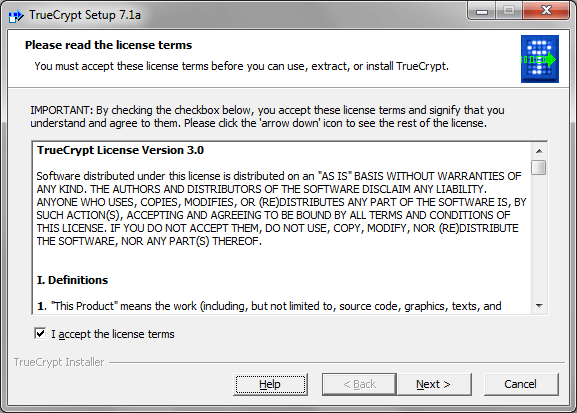 TrueCrypt Setup 7.1a
Please read the license terms
You must accept these license terms before you can use, extract, or install TrueCrypt.
IMPORTANT: By checking the checkbox below, you accept these license terms and signify that you
understand and agree to them. Please click the 'arrow down' icon to see the rest of the license.
TrueCrypt License Version 3.0
Software distributed under this license is distributed on an "AS IS" BASIS WITHOUT WARRANTIES OF
ANY KIND. THE AUTHORS AND DISTRIBUTORS OF THE SOFTWARE DISCLAIM ANY LIABILITY.
ANYONE WHO USES, COPIES, MODIFIES, OR (RE)DISTRIBUTES ANY PART OF THE SOFTWARE IS, BY
SUCH ACTION(S), ACCEPTING AND AGREEING TO BE BOUND BY ALL TERMS AND CONDITIONS OF
THIS LICENSE. IF YOU DO NOT ACCEPT THEM, DO NOT USE, COPY, MODIFY, NOR (RE)DISTRIBUTE
THE SOFTWARE, NOR ANY PART(S) THEREOF.
I. Definitions
1. "This Product" means the work (including, but not limited to, source code, graphics, texts, and
I accept the license terms
TrueCrypt Installer
Help
< Back
Next >
Cancel